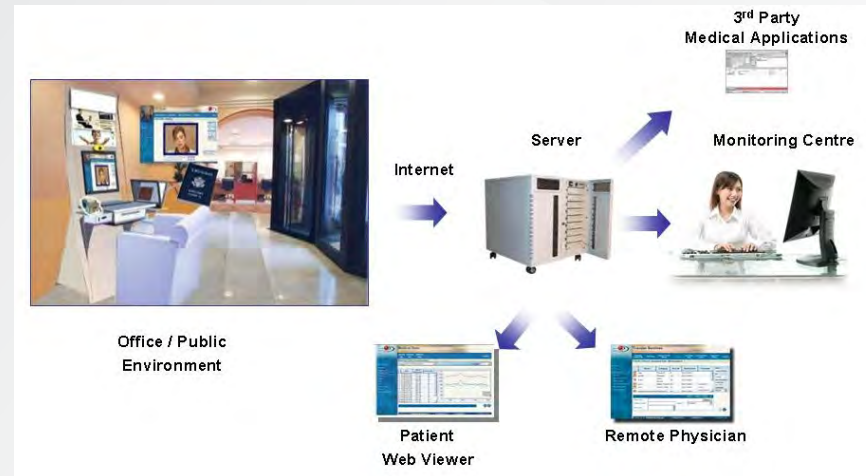 3rd Party
Medical Applications
Server
Monitoring Centre
Internet
Office / Public
Environment
Patient
Web Viewer
Remote Physician